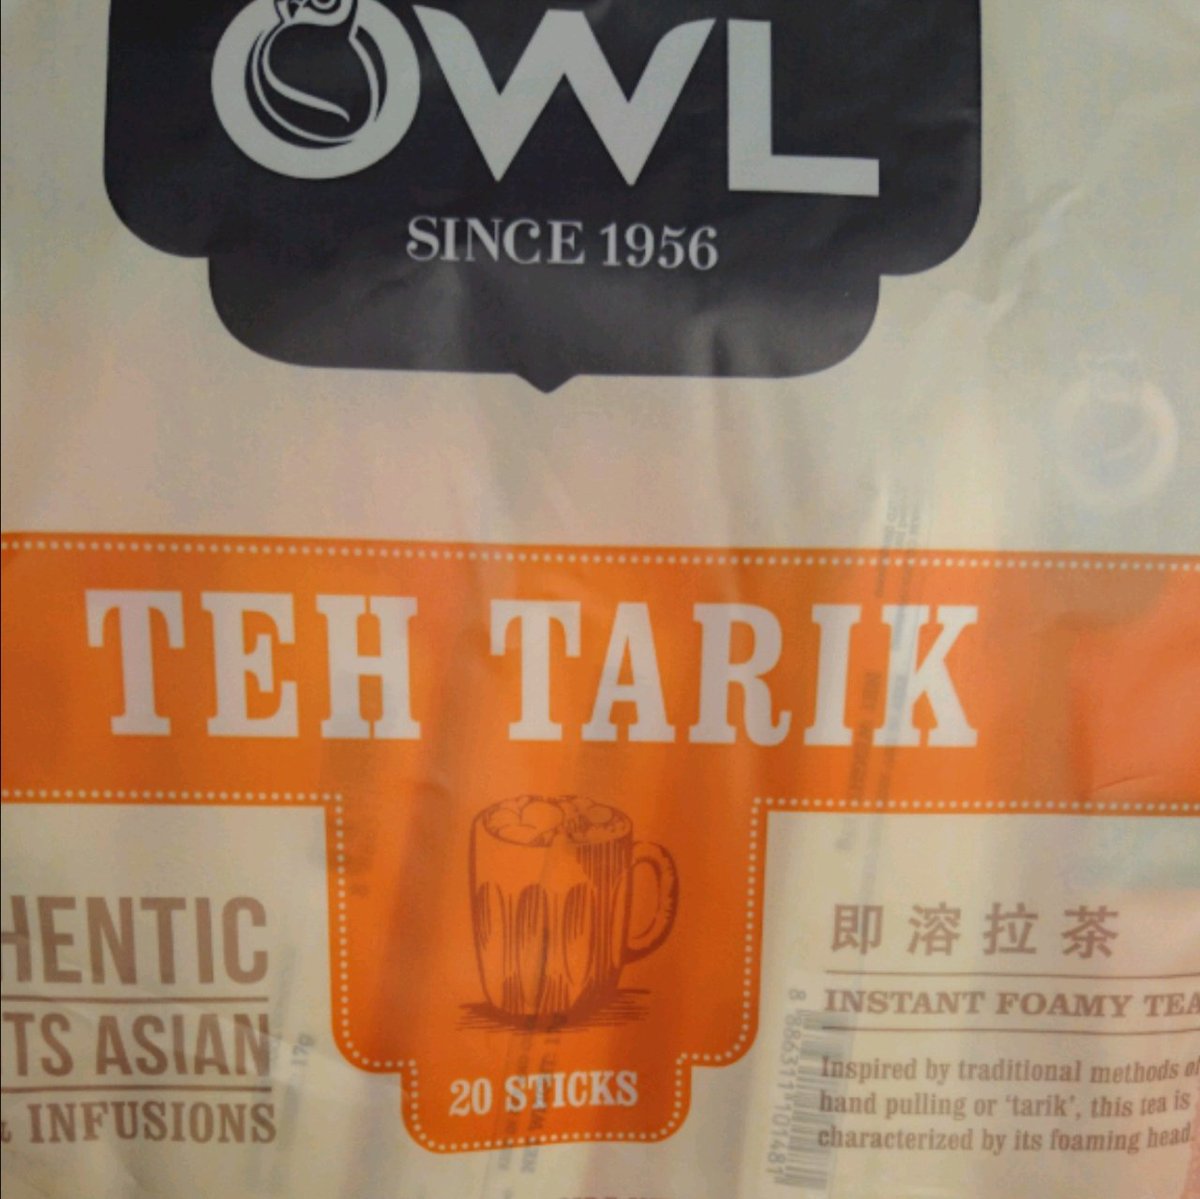 OWL
SINCE 1956
TEH TARIK
20 STICKS
HENTIC
TS ASIAN
& INFUSIONS
即溶拉茶
INSTANT FOAMY TEA
Inspired by traditional methods of
hand pulling or 'tarik', this tea is
characterized by its foaming head
17g